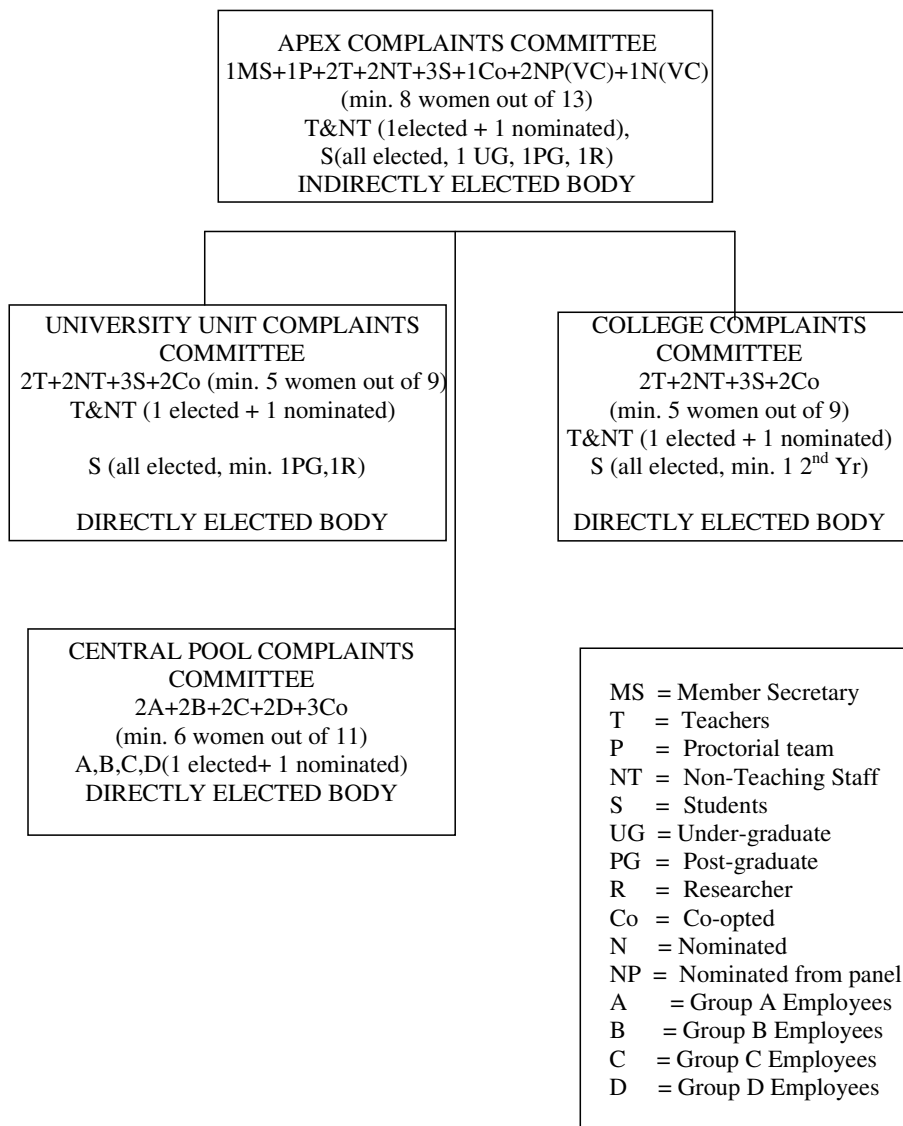 APEX COMPLAINTS COMMITTEE
1MS+1P+2T+2NT+3S+1Co+2NP(VC)+1N(VC)
(min. 8 women out of 13)
T&NT (1elected + 1 nominated),
S(all elected, 1 UG, 1PG, 1R)
INDIRECTLY ELECTED BODY
UNIVERSITY UNIT COMPLAINTS
COMMITTEE
2T+2NT+3S+2Co (min. 5 women out of 9)
T&NT (1 elected + 1 nominated)
S (all elected, min. 1PG,1R)
DIRECTLY ELECTED BODY
COLLEGE COMPLAINTS
COMMITTEE
2T+2NT+3S+2Co
(min. 5 women out of 9)
T&NT (1 elected + 1 nominated)
S (all elected, min. 1 2nd Yr)
DIRECTLY ELECTED BODY
CENTRAL POOL COMPLAINTS
COMMITTEE
2A+2B+2C+2D+3Co
(min. 6 women out of 11)
A,B,C,D(1 elected+ 1 nominated)
DIRECTLY ELECTED BODY
MS = Member Secretary
T = Teachers
P = Proctorial team
NT = Non-Teaching Staff
S = Students
UG = Under-graduate
PG = Post-graduate
R = Researcher
Co = Co-opted
N = Nominated
NP = Nominated from panel
A = Group A Employees
B = Group B Employees
C = Group C Employees
D = Group D Employees